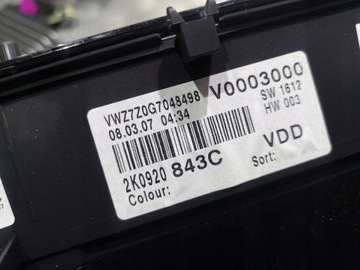 VWZ7Z0G7048498 V0003000
08.03.07 04:34 SW 1612
HW 003
2K0920 843C VDD
Colour: Sort: